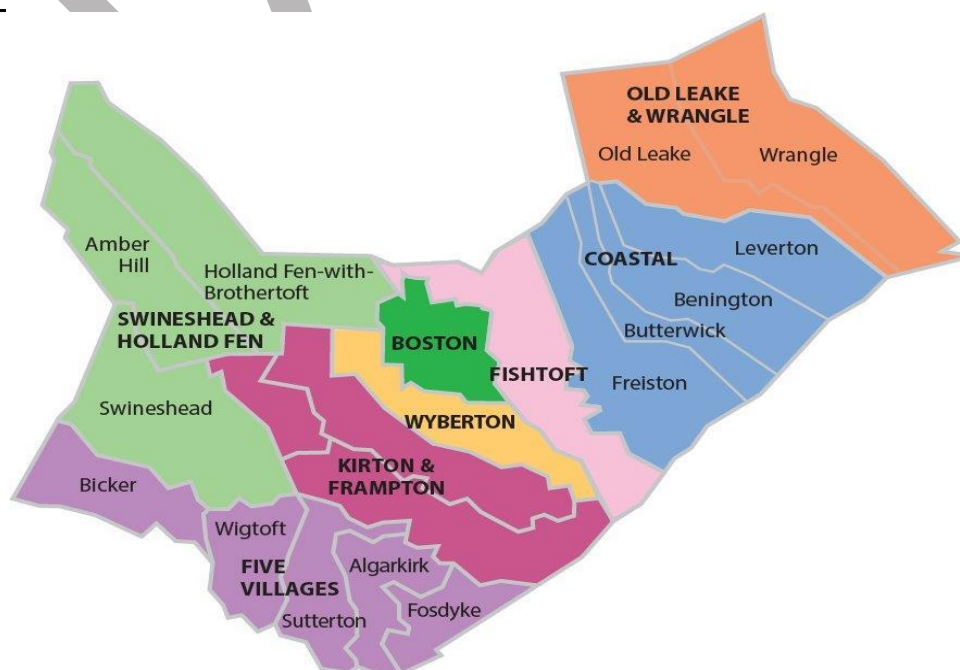 OLD LEAKE
& WRANGLE
Old Leake
Wrangle
COASTAL
Leverton
Benington
Butterwick
Freiston
Amber
Hill
Holland Fen-with-
Brothertoft
SWINESHEAD &
HOLLAND FEN
Swineshead
BOSTON
FISHTOFT
WYBERTON
KIRTON &
FRAMPTON
Bicker
Wigtoft
FIVE
VILLAGES
Sutterton
Algarkirk
Fosdyke